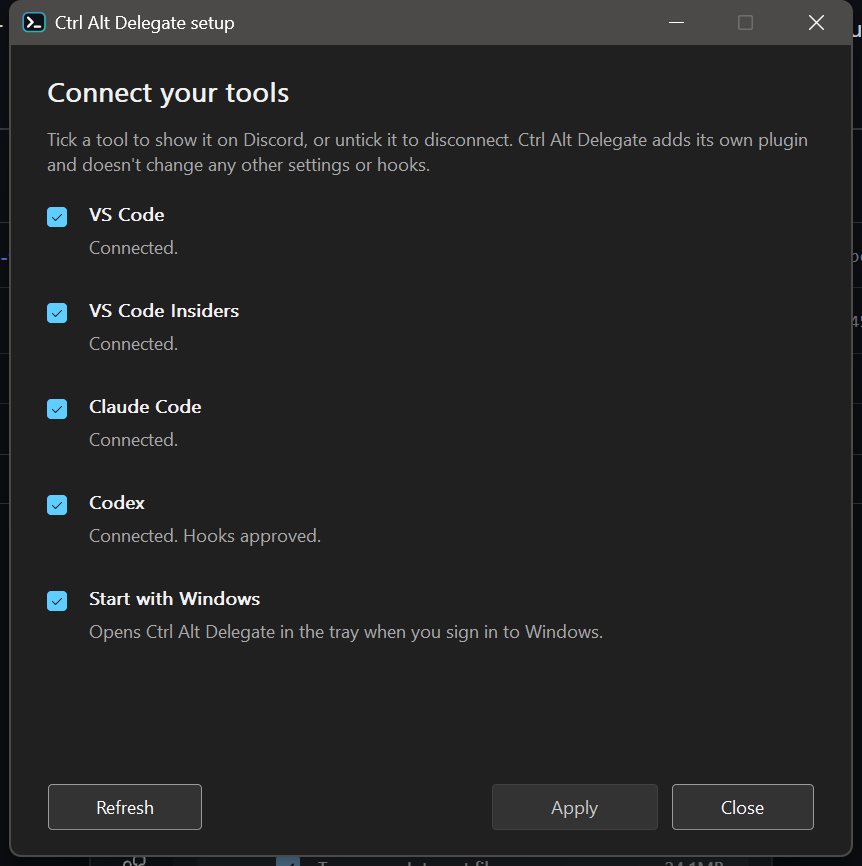 Ctrl Alt Delegate setup
Connect your tools
Tick a tool to show it on Discord, or untick it to disconnect. Ctrl Alt Delegate adds its own plugin
and doesn't change any other settings or hooks.
VS Code
Connected.
VS Code Insiders
Connected.
Claude Code
Connected.
Codex
Connected. Hooks approved.
Start with Windows
Opens Ctrl Alt Delegate in the tray when you sign in to Windows.
Refresh
Apply
Close